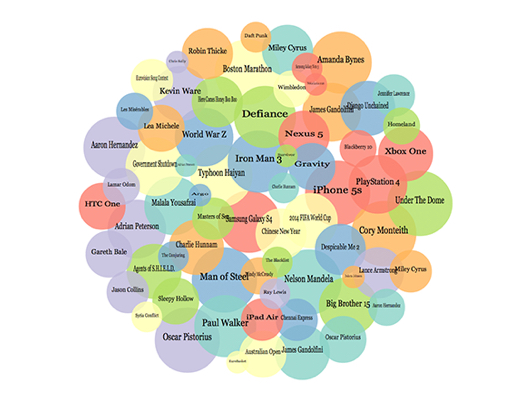 Daft Punk
Robin Thicke
Miley Cyrus
Chris Kelly
Amanda Bynes
Boston Marathon
Kevin Ware
Wimbledon
Jennifer Lawrence
Here Comes Honey Boo Boo
James Gandolfini
Django Unchained
Les Misérables
Defiance
Lea Michele
World War Z
Nexus 5
Homeland
Aaron Hernandez
Blackberry 10
Xbox One
Government Shutdown
Iron Man 3
Gravity
Typhoon Haiyan
Lamar Odom
PlayStation 4
Charlie Hunnam
iPhone 5s
Argo
HTC One
Malala Yousafzai
Under The Dome
Masters of Sex
Samsung Galaxy S4
2014 FIFA World Cup
Adrian Peterson
Chinese New Year
Cory Monteith
Charlie Hunnam
Gareth Bale
Despicable Me 2
The Conjuring
The Blacklist
Agents of S.H.I.E.L.D.
Lance Armstrong
Miley Cyrus
Man of Steel
Mindy McCready
Nelson Mandela
Jason Collins
Ray Lewis
Sleepy Hollow
Big Brother 15
Aaron Hernandez
Syria Conflict
iPad Air
Chennai Express
Paul Walker
Oscar Pistorius
Oscar Pistorius
Australian Open
James Gandolfini